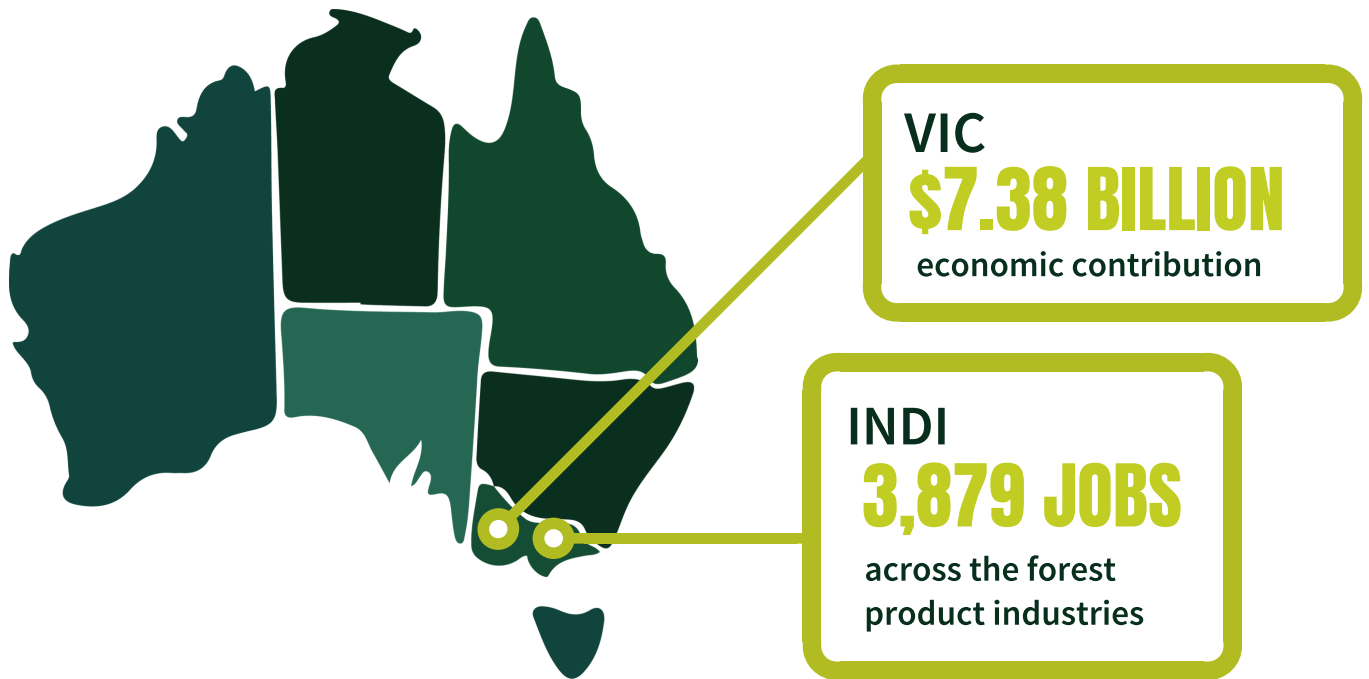 VIC
$7.38 BILLION
economic contribution
INDI
3,879 JOBS
across the forest
product industries